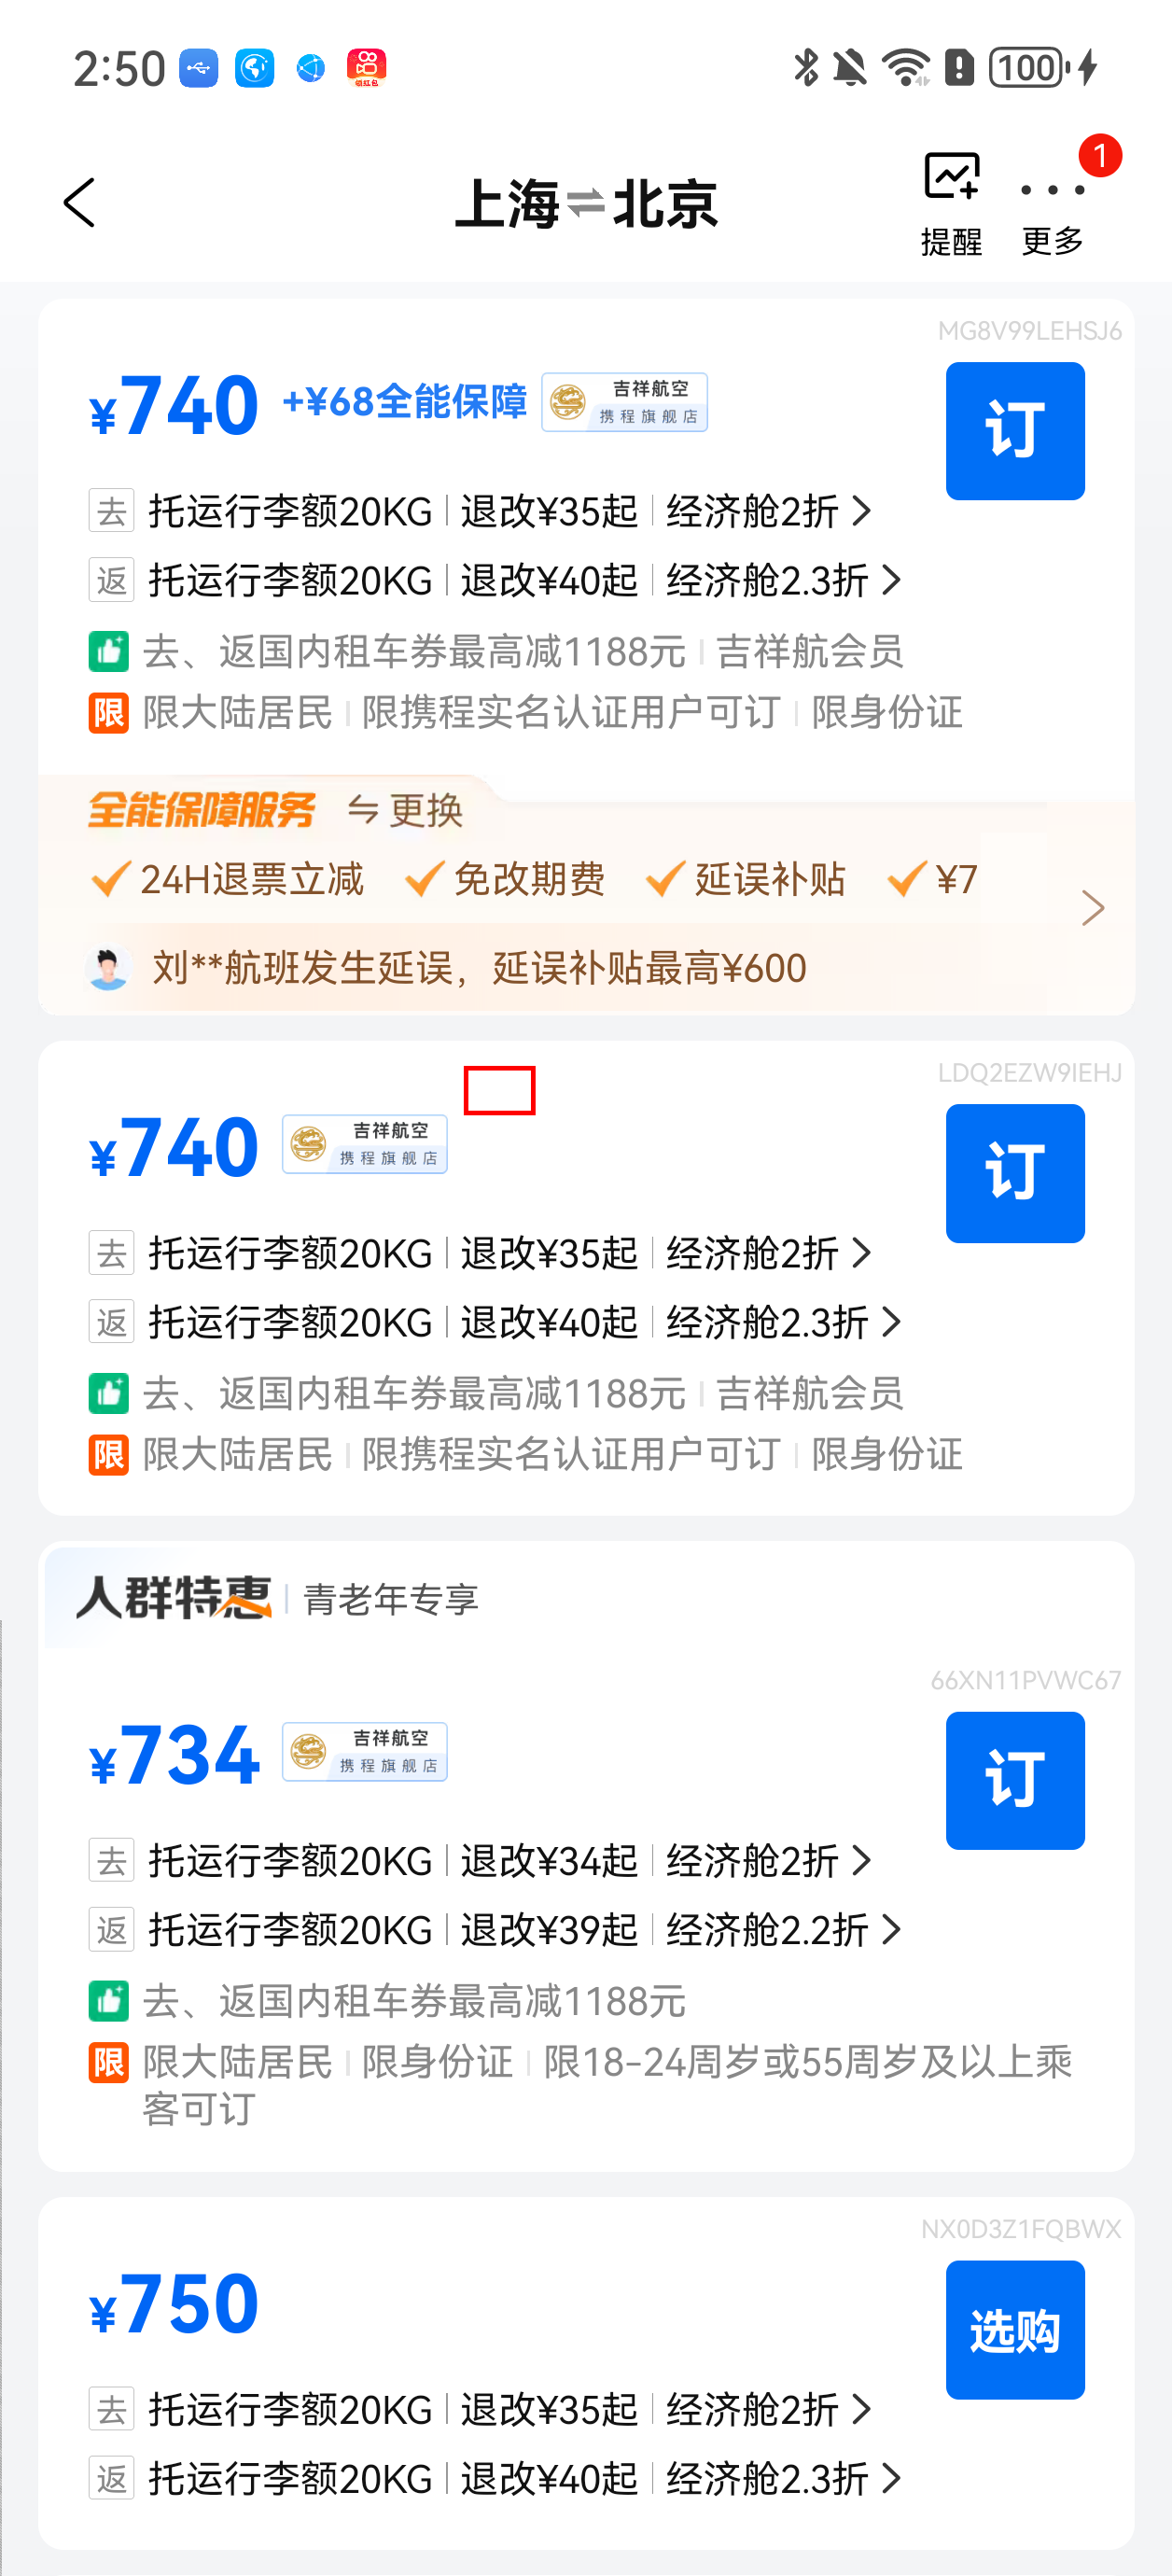 2:50
领红包
100
上海⇌北京
提醒
更多
1
MG8V99LEHSJ6
¥740 +¥68全能保障 吉祥航空
携程旗舰店
订
去 托运行李额20KG | 退改¥35起 | 经济舱2折 >
返 托运行李额20KG | 退改¥40起 | 经济舱2.3折 >
去、返国内租车券最高减1188元 | 吉祥航会员
限 限大陆居民 | 限携程实名认证用户可订 | 限身份证
全能保障服务 ⇋更换
24H退票立减 免改期费 延误补贴 ¥7
刘**航班发生延误，延误补贴最高¥600
LDQ2EZW9IEHJ
¥740 吉祥航空
携程旗舰店
订
去 托运行李额20KG | 退改¥35起 | 经济舱2折 >
返 托运行李额20KG | 退改¥40起 | 经济舱2.3折 >
去、返国内租车券最高减1188元 | 吉祥航会员
限 限大陆居民 | 限携程实名认证用户可订 | 限身份证
人群特惠 | 青老年专享
66XN11PVWC67
¥734 吉祥航空
携程旗舰店
订
去 托运行李额20KG | 退改¥34起 | 经济舱2折 >
返 托运行李额20KG | 退改¥39起 | 经济舱2.2折 >
去、返国内租车券最高减1188元
限 限大陆居民 | 限身份证 | 限18-24周岁或55周岁及以上乘
客可订
NX0D3Z1FQBWX
¥750
选购
去 托运行李额20KG | 退改¥35起 | 经济舱2折 >
返 托运行李额20KG | 退改¥40起 | 经济舱2.3折 >